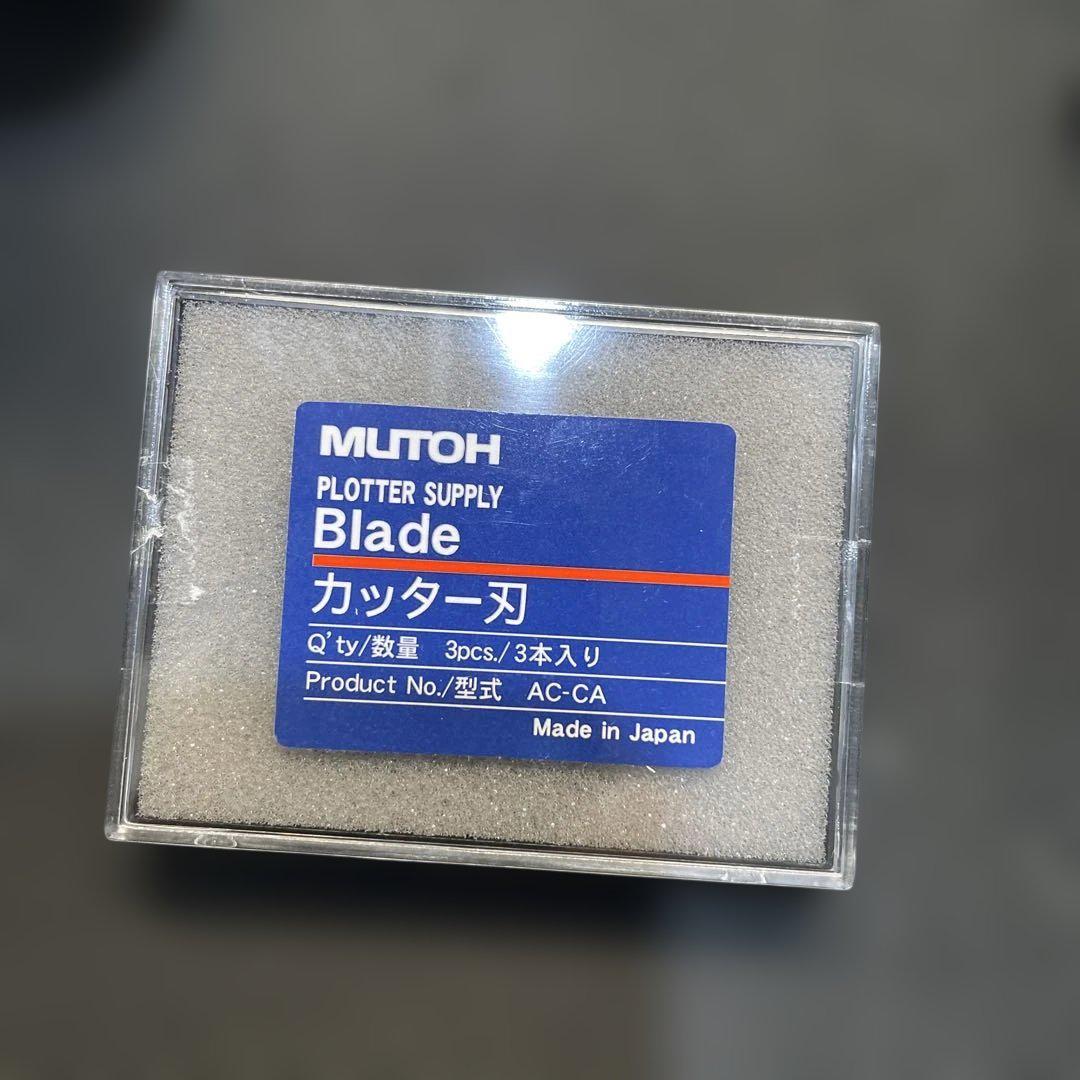 MUTOH
PLOTTER SUPPLY
Blade
カッター刃
Q'ty/数量 3pcs./3本入り
Product No./型式 AC-CA
Made in Japan